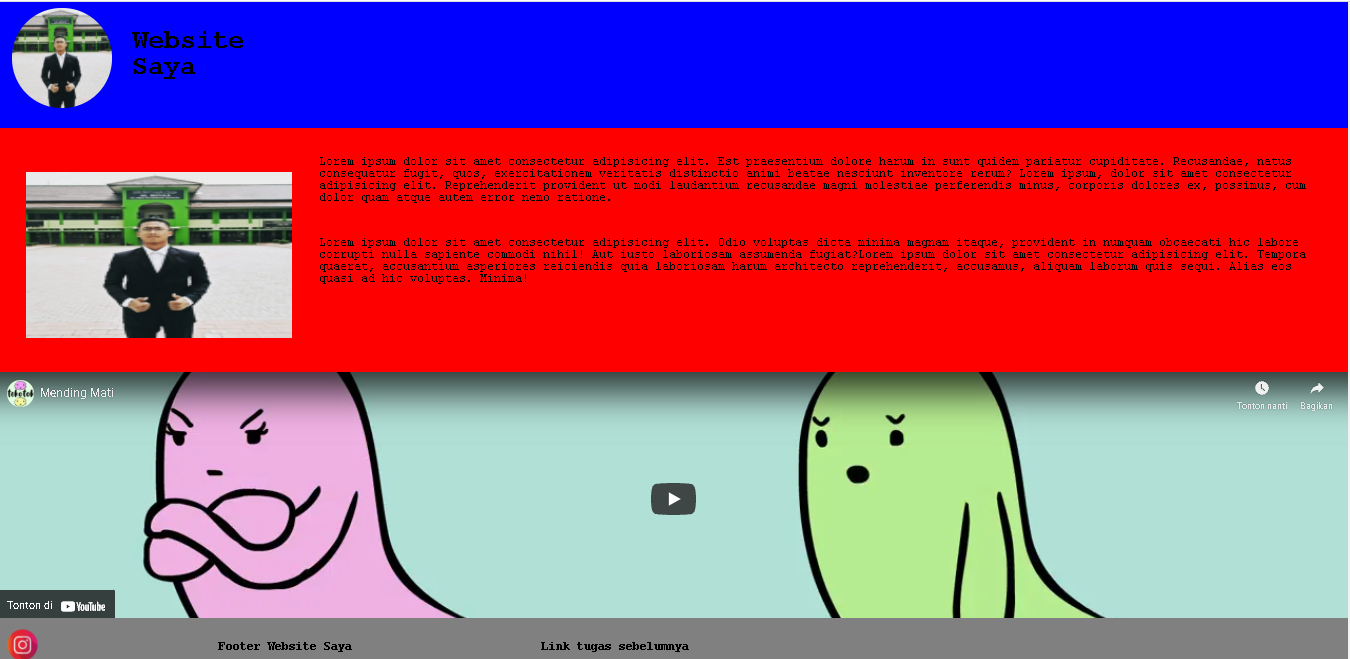 Website
Saya
Lorem ipsum dolor sit amet consectetur adipisicing elit. Est praesentium dolore harum in sunt quidem pariatur cupiditate. Recusandae, natus
consequatur fugit, quos, exercitationem veritatis distinctio animi beatae nesciunt inventore rerum? Lorem ipsum, dolor sit amet consectetur
adipisicing elit. Reprehenderit provident ut modi laudantium recusandae magni molestiae perferendis minus, corporis dolores ex, possimus, cum
dolor quam atque autem error nemo ratione.
Lorem ipsum dolor sit amet consectetur adipisicing elit. Odio voluptas dicta minima magnam itaque, provident in numquam obcaecati hic labore
corrupti nulla sapiente commodi nihil! Aut iusto laboriosam assumenda fugiat?Lorem ipsum dolor sit amet consectetur adipisicing elit. Tempora
quaerat, accusantium asperiores reiciendis quia laboriosam harum architecto reprehenderit, accusamus, aliquam laborum quis sequi. Alias eos
quasi ad hic voluptas. Minima!
tekotok
Mending Mati
Tonton nanti
Bagikan
Tonton di YouTube
Footer Website Saya
Link tugas sebelumnya